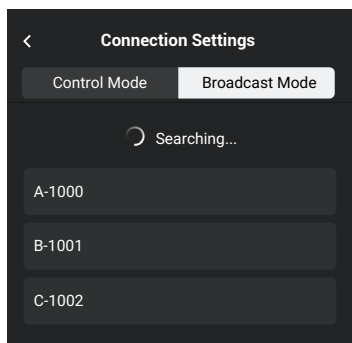 Connection Settings
Control Mode Broadcast Mode
Searching...
A-1000
B-1001
C-1002